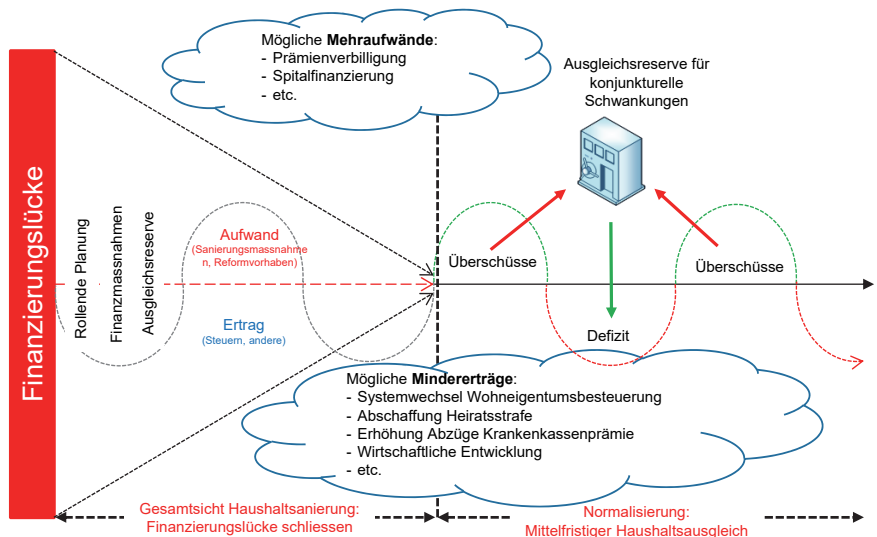 Mögliche Mehraufwände:
- Prämienverbilligung
- Spitalfinanzierung
- etc.
Ausgleichsreserve für
konjunkturelle
Schwankungen
Finanzierungslücke
Rollende Planung
Finanzmassnahmen
Ausgleichsreserve
Aufwand
(Sanierungsmassnahme
n, Reformvorhaben)
Überschüsse
Überschüsse
Ertrag
(Steuern, andere)
Defizit
Mögliche Mindererträge:
- Systemwechsel Wohneigentumsbesteuerung
- Abschaffung Heiratsstrafe
- Erhöhung Abzüge Krankenkassenprämie
- Wirtschaftliche Entwicklung
- etc.
Gesamtsicht Haushaltsanierung:
Finanzierungslücke schliessen
Normalisierung:
Mittelfristiger Haushaltsausgleich